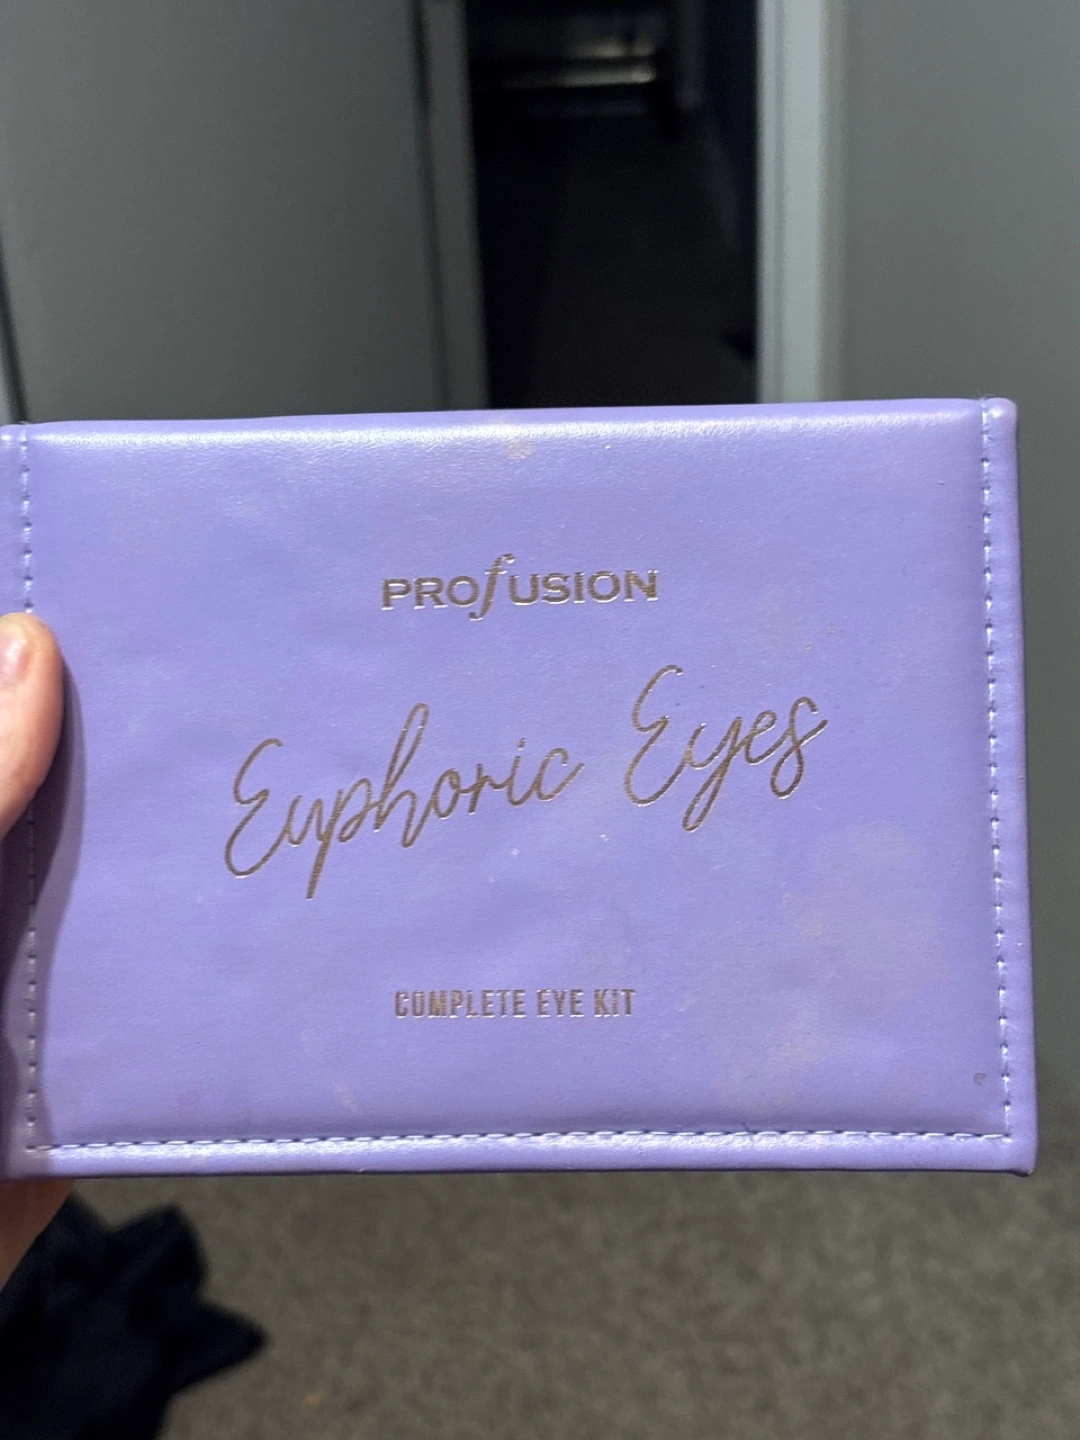 PROfUSION
Euphoric Eyes
COMPLETE EYE KIT